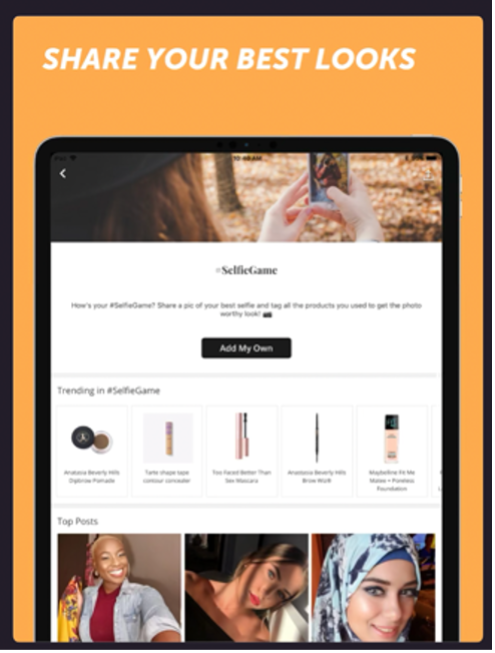 SHARE YOUR BEST LOOKS
#SelfieGame
How's your #SelfieGame? Share a pic of your best selfie and tag all the products you used to get the photo
worthy look!
Add My Own
Trending in #SelfieGame
Anastasia Beverly Hills
Dipbrow Pomade
Tarte shape tape
contour concealer
Too Faced Better Than
Sex Mascara
Anastasia Beverly Hills
Brow Wiz®
Maybelline Fit Me
Matte + Poreless
Foundation
Top Posts